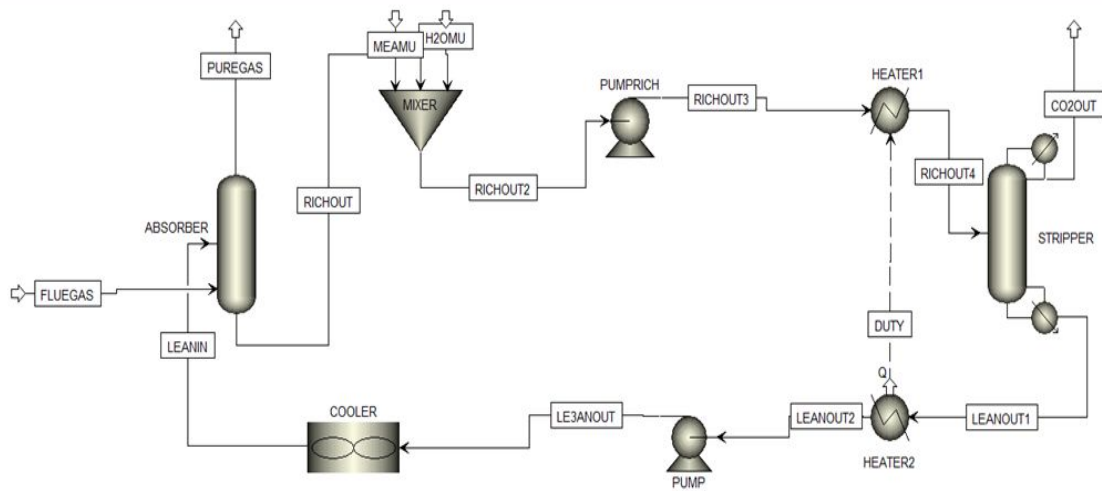 MEAMU
H2OMU
PUREGAS
MIXER
PUMPRICH
RICHOUT3
HEATER1
CO2OUT
RICHOUT4
RICHOUT2
RICHOUT
ABSORBER
STRIPPER
FLUEGAS
LEANIN
DUTY
Q
COOLER
LE3ANOUT
LEANOUT2
LEANOUT1
HEATER2
PUMP